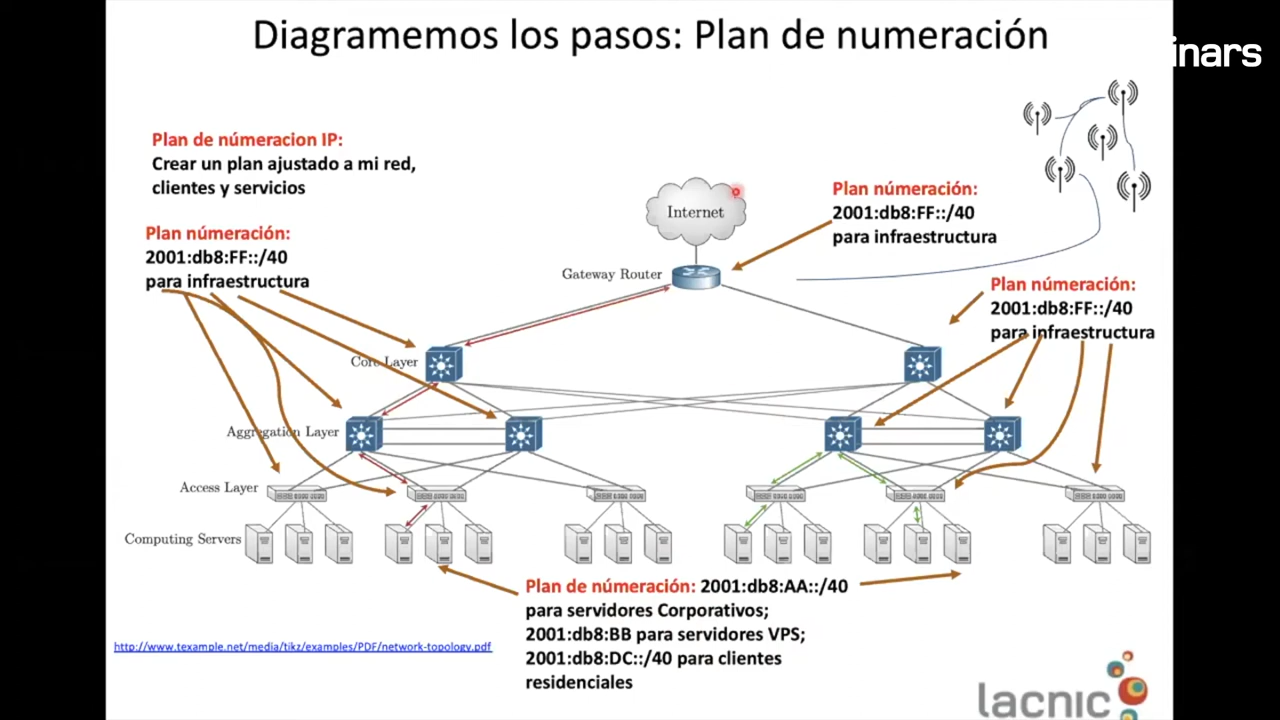 Diagramemos los pasos: Plan de numeración
inars
Plan de númeracion IP:
Crear un plan ajustado a mi red,
clientes y servicios
Plan númeración:
2001:db8:FF::/40
para infraestructura
Internet
Gateway Router
Plan númeración:
2001:db8:FF::/40
para infraestructura
Plan númeración:
2001:db8:FF::/40
para infraestructura
Core Layer
Aggregation Layer
Access Layer
Computing Servers
Plan de númeración: 2001:db8:AA::/40
para servidores Corporativos;
2001:db8:BB para servidores VPS;
2001:db8:DC::/40 para clientes
residenciales
http://www.texample.net/media/tikz/examples/PDF/network-topology.pdf
lacnic